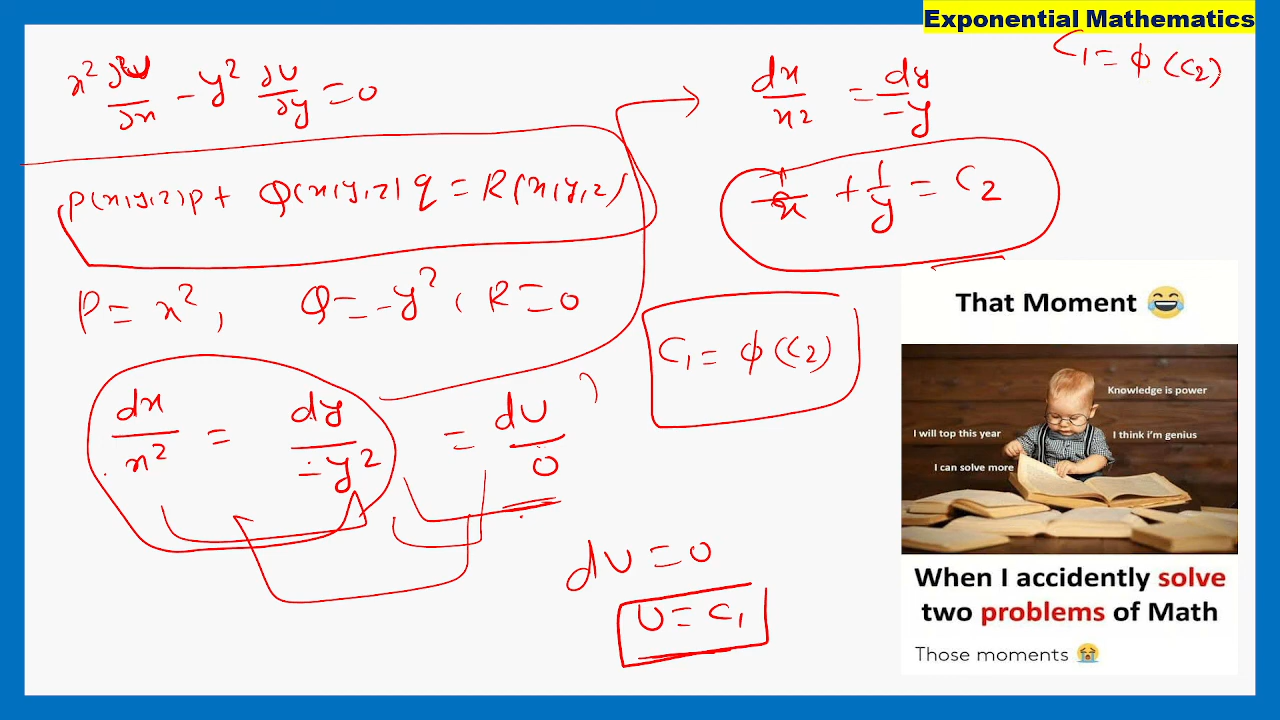 Exponential Mathematics
x² ∂U/∂x - y² ∂U/∂y = 0
P(x,y,z)p + Q(x,y,z)q = R(x,y,z)
P = x², Q = -y², R = 0
dx/x² = dy/-y² = dU/0
dU = 0
U = C₁
C₁ = ϕ(C₂)
dx/x² = dy/-y
1/x + 1/y = C₂
C₁ = ϕ(C₂)
That Moment 😂
Knowledge is power
I will top this year
I think i'm genius
I can solve more
When I accidently solve
two problems of Math
Those moments 😭